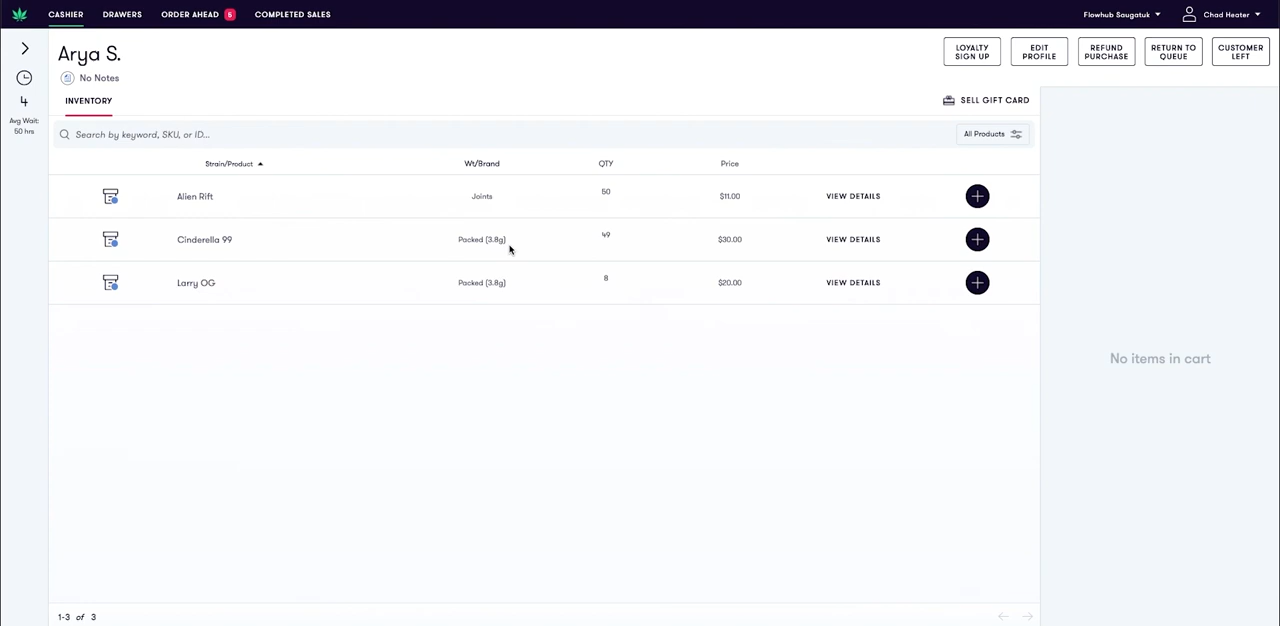 CASHIER DRAWERS ORDER AHEAD 5 COMPLETED SALES Flowhub Saugatuk Chad Heater
Arya S.
No Notes
LOYALTY SIGN UP
EDIT PROFILE
REFUND PURCHASE
RETURN TO QUEUE
CUSTOMER LEFT
4
Avg Wait:
50 hrs
INVENTORY SELL GIFT CARD
Search by keyword, SKU, or ID... All Products
Strain/Product Wt/Brand QTY Price
Alien Rift Joints 50 $11.00 VIEW DETAILS
Cinderella 99 Packed (3.8g) 49 $30.00 VIEW DETAILS
Larry OG Packed (3.8g) 8 $20.00 VIEW DETAILS
No items in cart
1-3 of 3